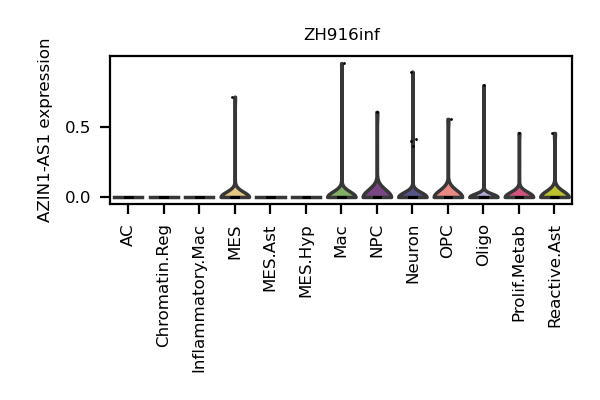 ZH916inf
AZIN1-AS1 expression
0.5
0.0
AC
Chromatin.Reg
Inflammatory.Mac
MES
MES.Ast
MES.Hyp
Mac
NPC
Neuron
OPC
Oligo
Prolif.Metab
Reactive.Ast